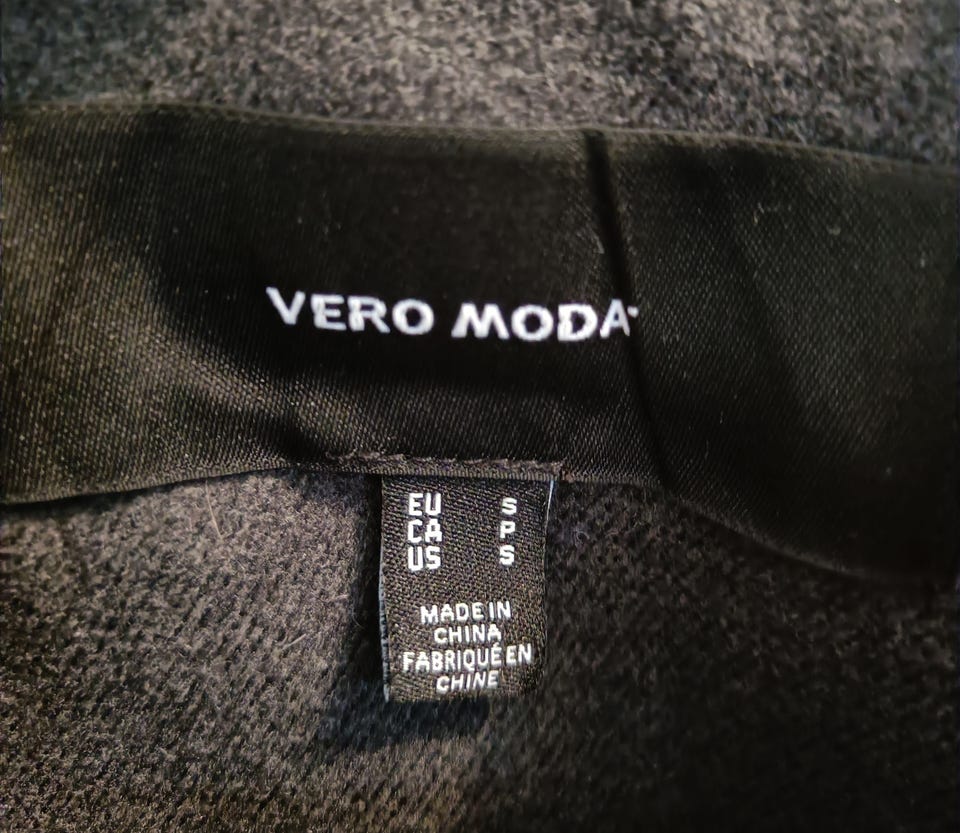 VERO MODA
EU S
CA P
US S
MADE IN
CHINA
FABRIQUÉ EN
CHINE